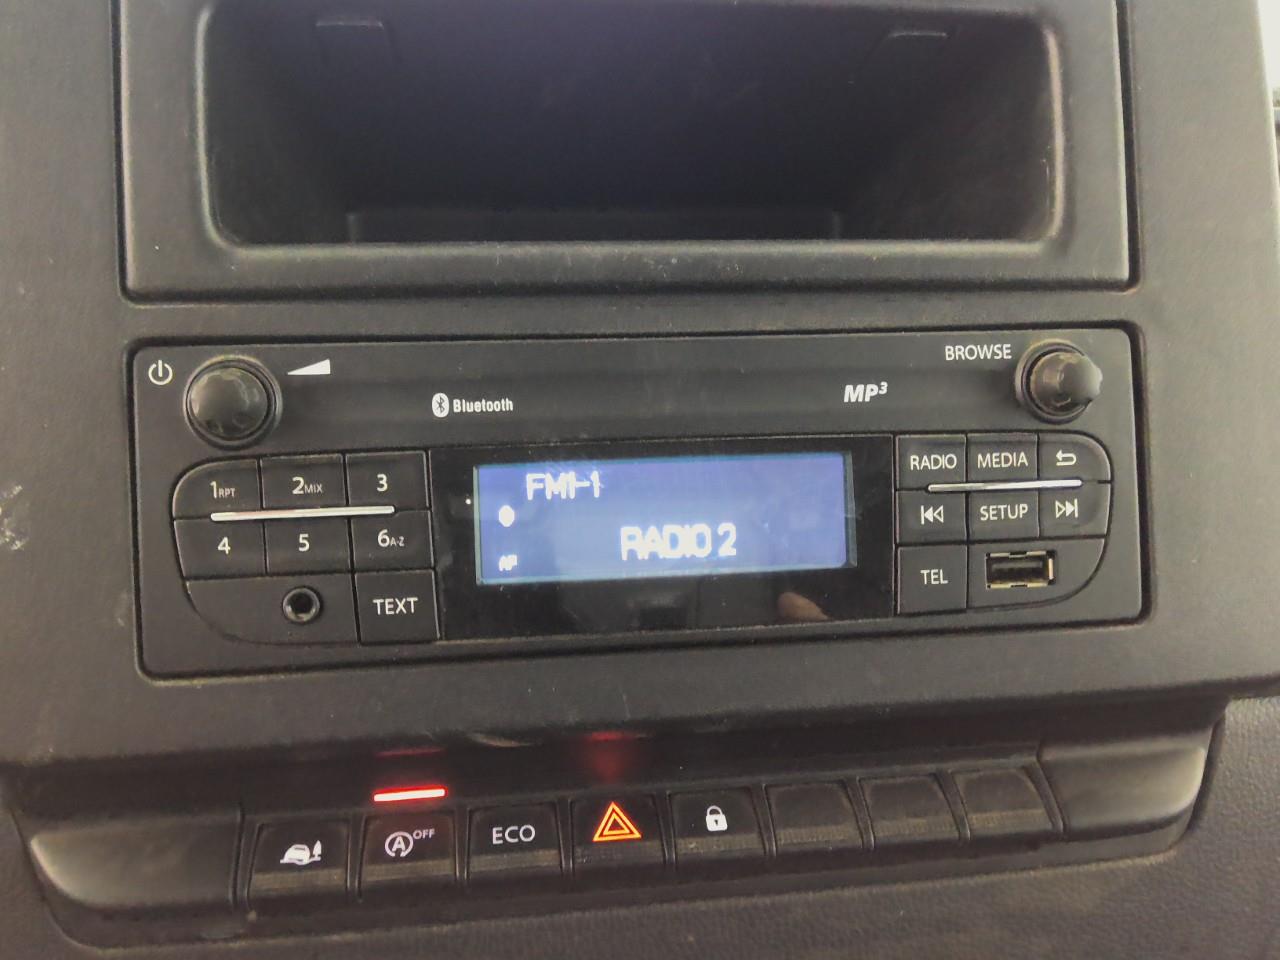 BROWSE
Bluetooth
MP3
1RPT 2MIX 3
4 5 6A-Z
TEXT
FM1-1
RADIO 2
AF
RADIO MEDIA
SETUP
TEL
A OFF
ECO